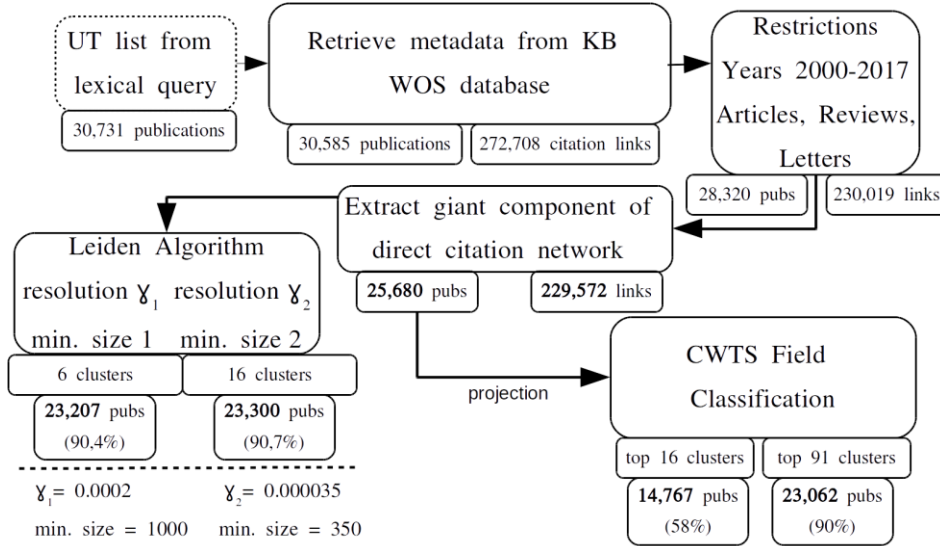 UT list from
lexical query
30,731 publications
Retrieve metadata from KB
WOS database
30,585 publications
272,708 citation links
Restrictions
Years 2000-2017
Articles, Reviews,
Letters
28,320 pubs
230,019 links
Extract giant component of
direct citation network
25,680 pubs
229,572 links
Leiden Algorithm
resolution ɣ₁ resolution ɣ₂
min. size 1 min. size 2
6 clusters
16 clusters
23,207 pubs
(90,4%)
23,300 pubs
(90,7%)
ɣ₁= 0.0002
min. size = 1000
ɣ₂= 0.000035
min. size = 350
projection
CWTS Field
Classification
top 16 clusters
top 91 clusters
14,767 pubs
(58%)
23,062 pubs
(90%)